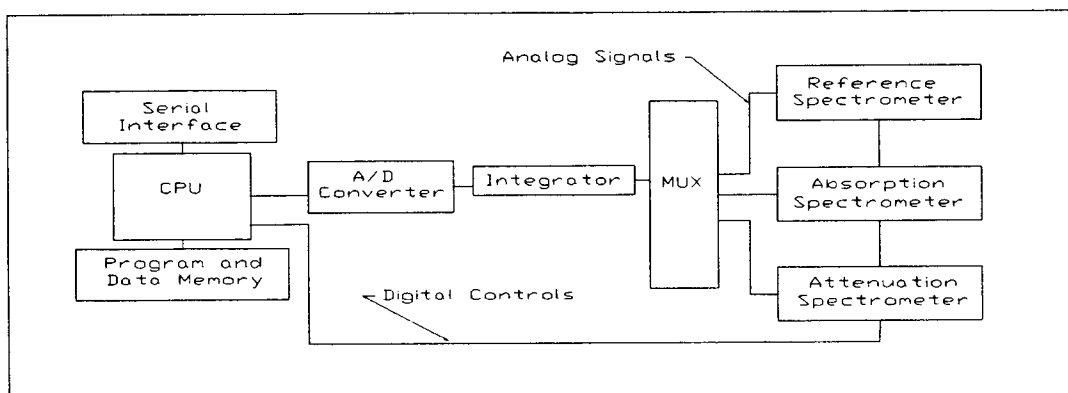 Analog Signals
Reference
Spectrometer
Serial
Interface
CPU
A/D
Converter
Integrator
MUX
Absorption
Spectrometer
Program and
Data Memory
Digital Controls
Attenuation
Spectrometer